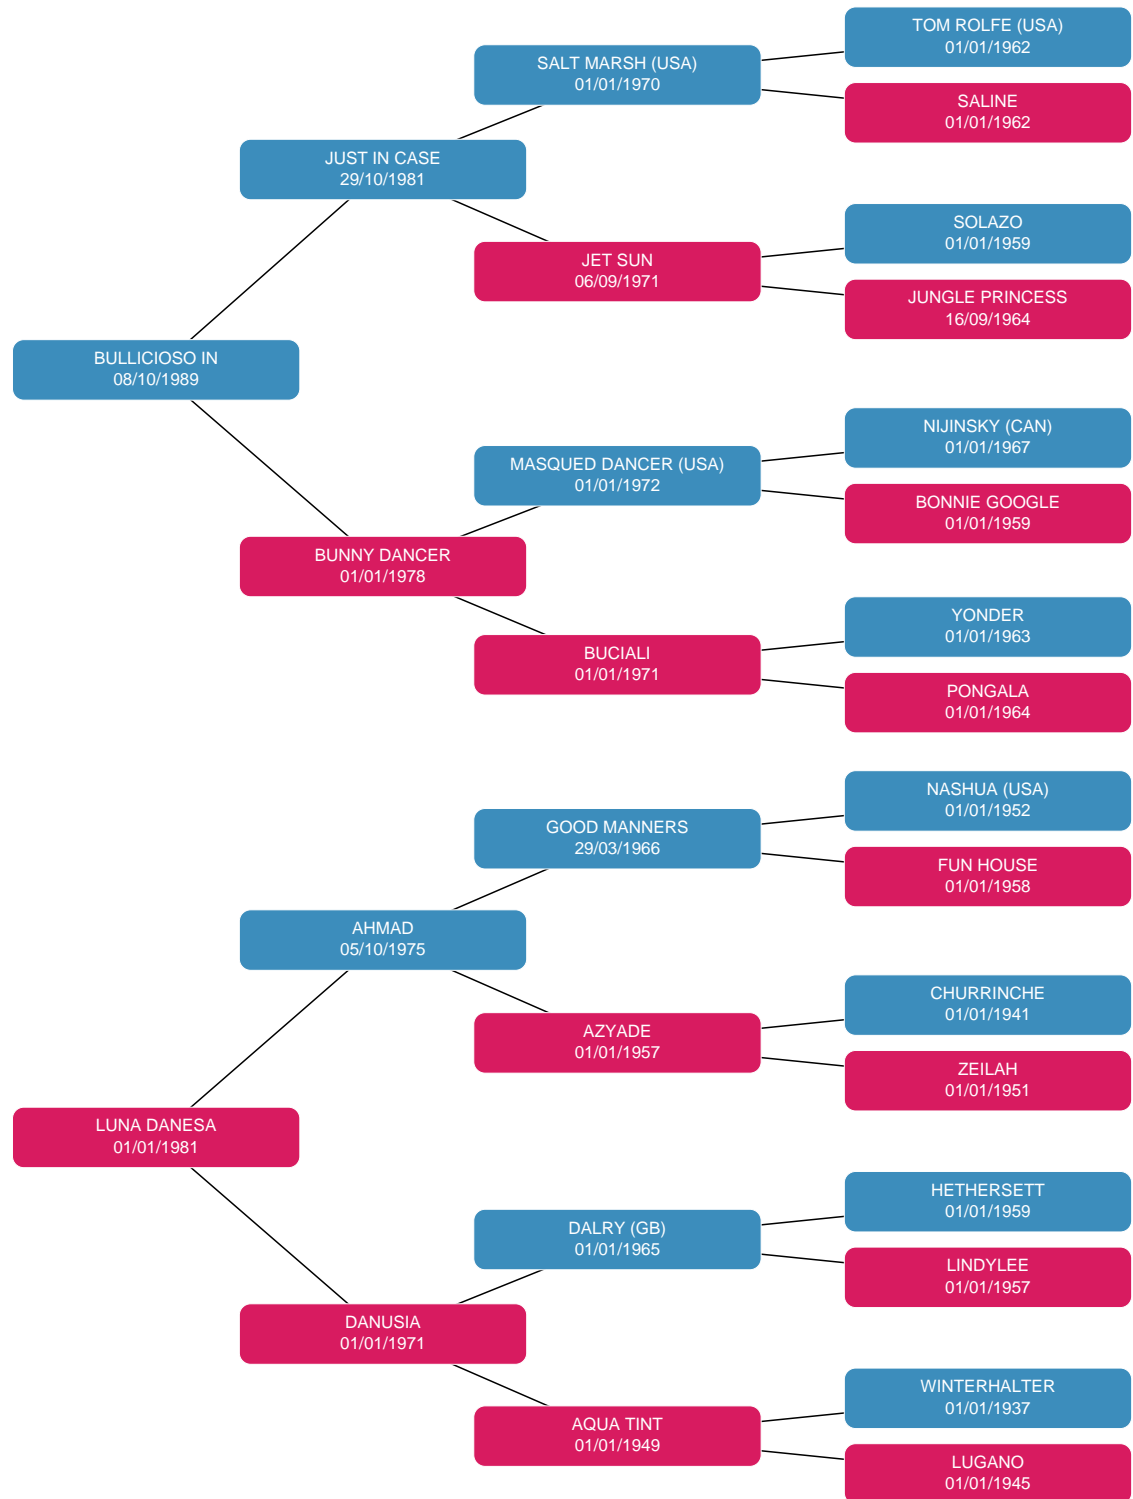 TOM ROLFE (USA)
01/01/1962
SALT MARSH (USA)
01/01/1970
SALINE
01/01/1962
JUST IN CASE
29/10/1981
SOLAZO
01/01/1959
JET SUN
06/09/1971
JUNGLE PRINCESS
16/09/1964
BULLICIOSO IN
08/10/1989
NIJINSKY (CAN)
01/01/1967
MASQUED DANCER (USA)
01/01/1972
BONNIE GOOGLE
01/01/1959
BUNNY DANCER
01/01/1978
YONDER
01/01/1963
BUCIALI
01/01/1971
PONGALA
01/01/1964
NASHUA (USA)
01/01/1952
GOOD MANNERS
29/03/1966
FUN HOUSE
01/01/1958
AHMAD
05/10/1975
CHURRINCHE
01/01/1941
AZYADE
01/01/1957
ZEILAH
01/01/1951
LUNA DANESA
01/01/1981
HETHERSETT
01/01/1959
DALRY (GB)
01/01/1965
LINDYLEE
01/01/1957
DANUSIA
01/01/1971
WINTERHALTER
01/01/1937
AQUA TINT
01/01/1949
LUGANO
01/01/1945